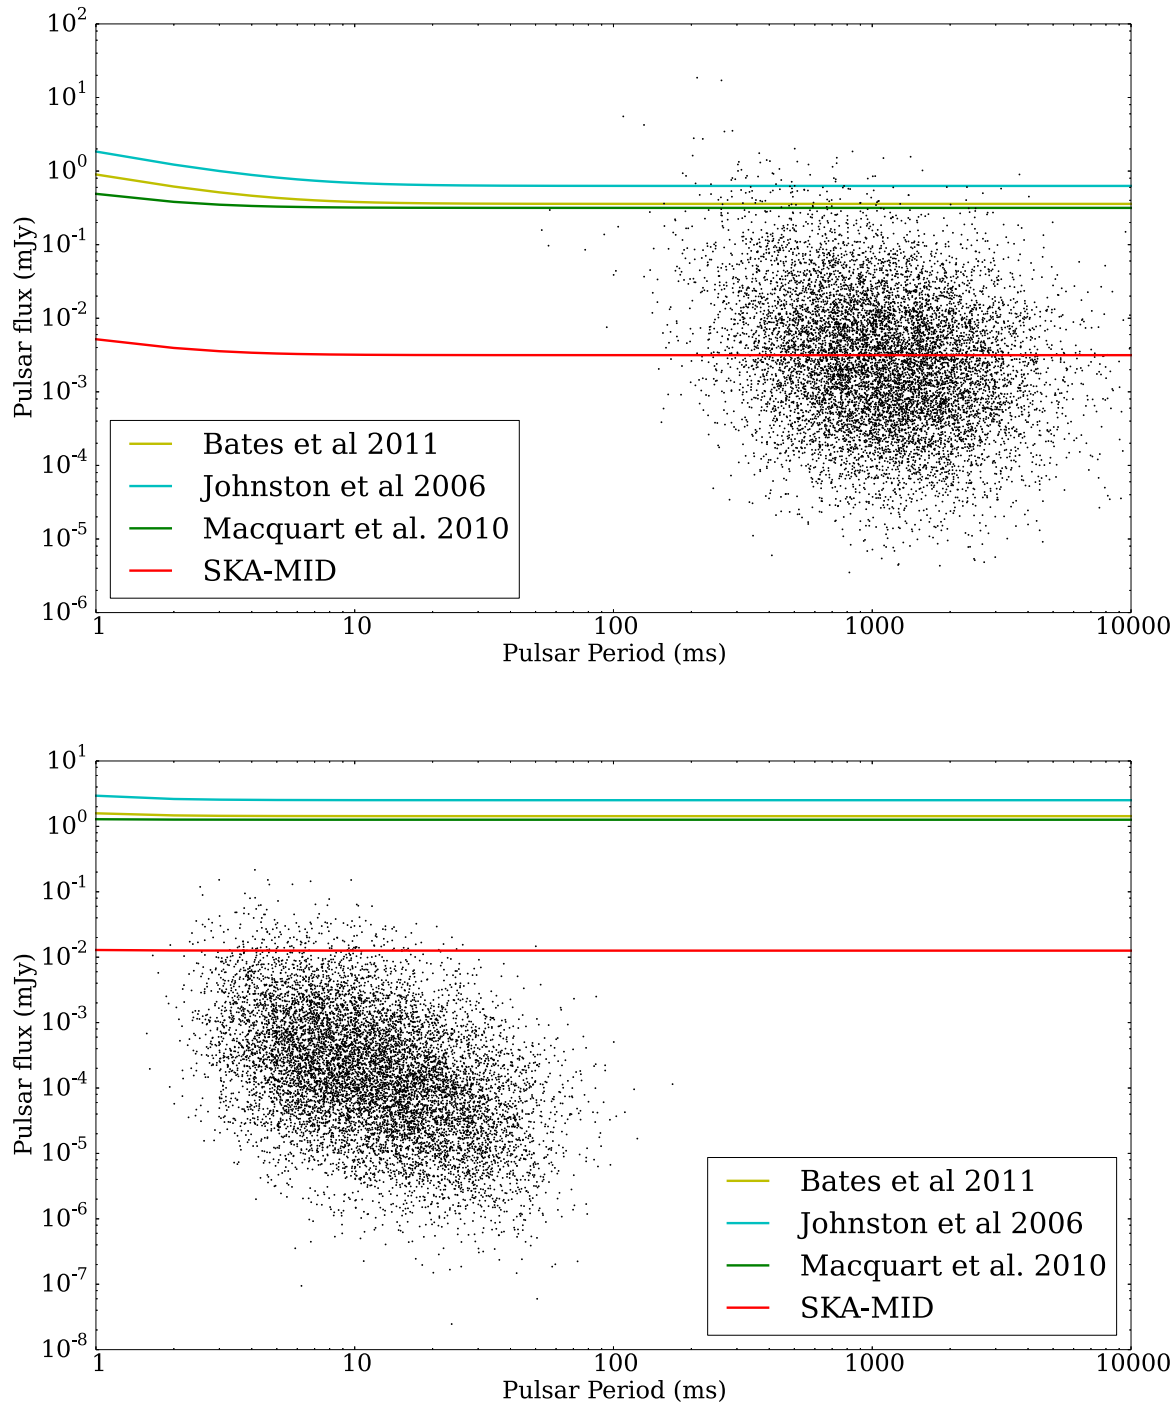 10^2
10^1
10^0
10^-1
10^-2
10^-3
10^-4
10^-5
10^-6
Pulsar flux (mJy)
Bates et al 2011
Johnston et al 2006
Macquart et al. 2010
SKA-MID
1 10 100 1000 10000
Pulsar Period (ms)
10^1
10^0
10^-1
10^-2
10^-3
10^-4
10^-5
10^-6
10^-7
10^-8
Pulsar flux (mJy)
Bates et al 2011
Johnston et al 2006
Macquart et al. 2010
SKA-MID
1 10 100 1000 10000
Pulsar Period (ms)